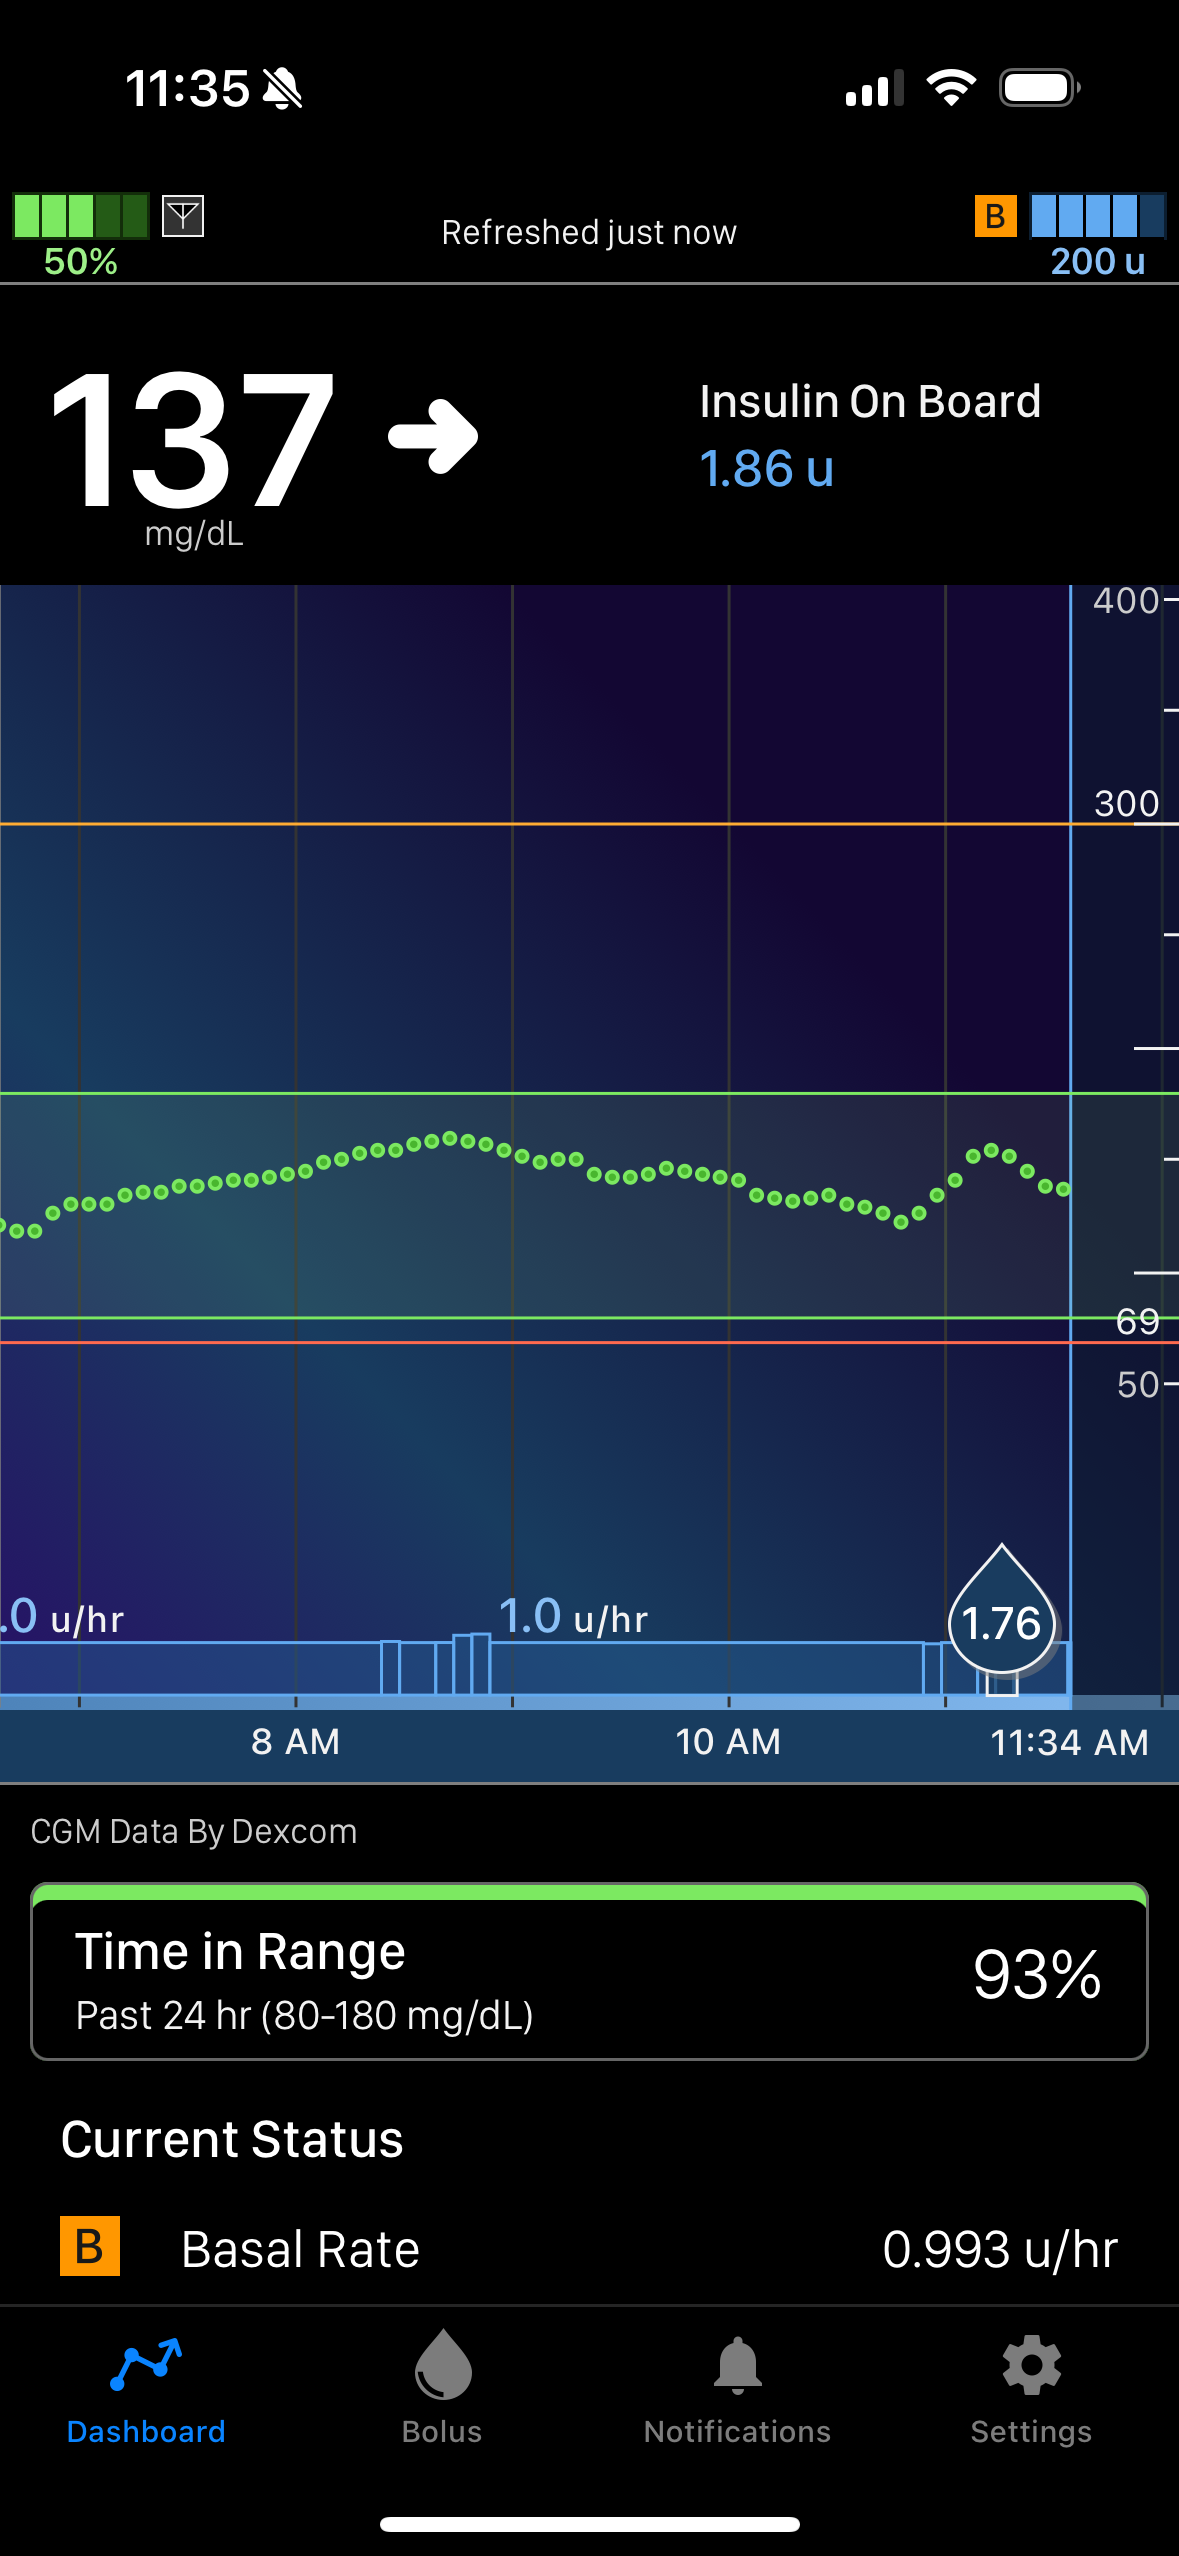 11:35
Refreshed just now
B
50%
200 u
137
mg/dL
Insulin On Board
1.86 u
400
300
69
50
.0 u/hr
1.0 u/hr
1.76
8 AM
10 AM
11:34 AM
CGM Data By Dexcom
Time in Range
Past 24 hr (80-180 mg/dL)
93%
Current Status
B
Basal Rate
0.993 u/hr
Dashboard
Bolus
Notifications
Settings